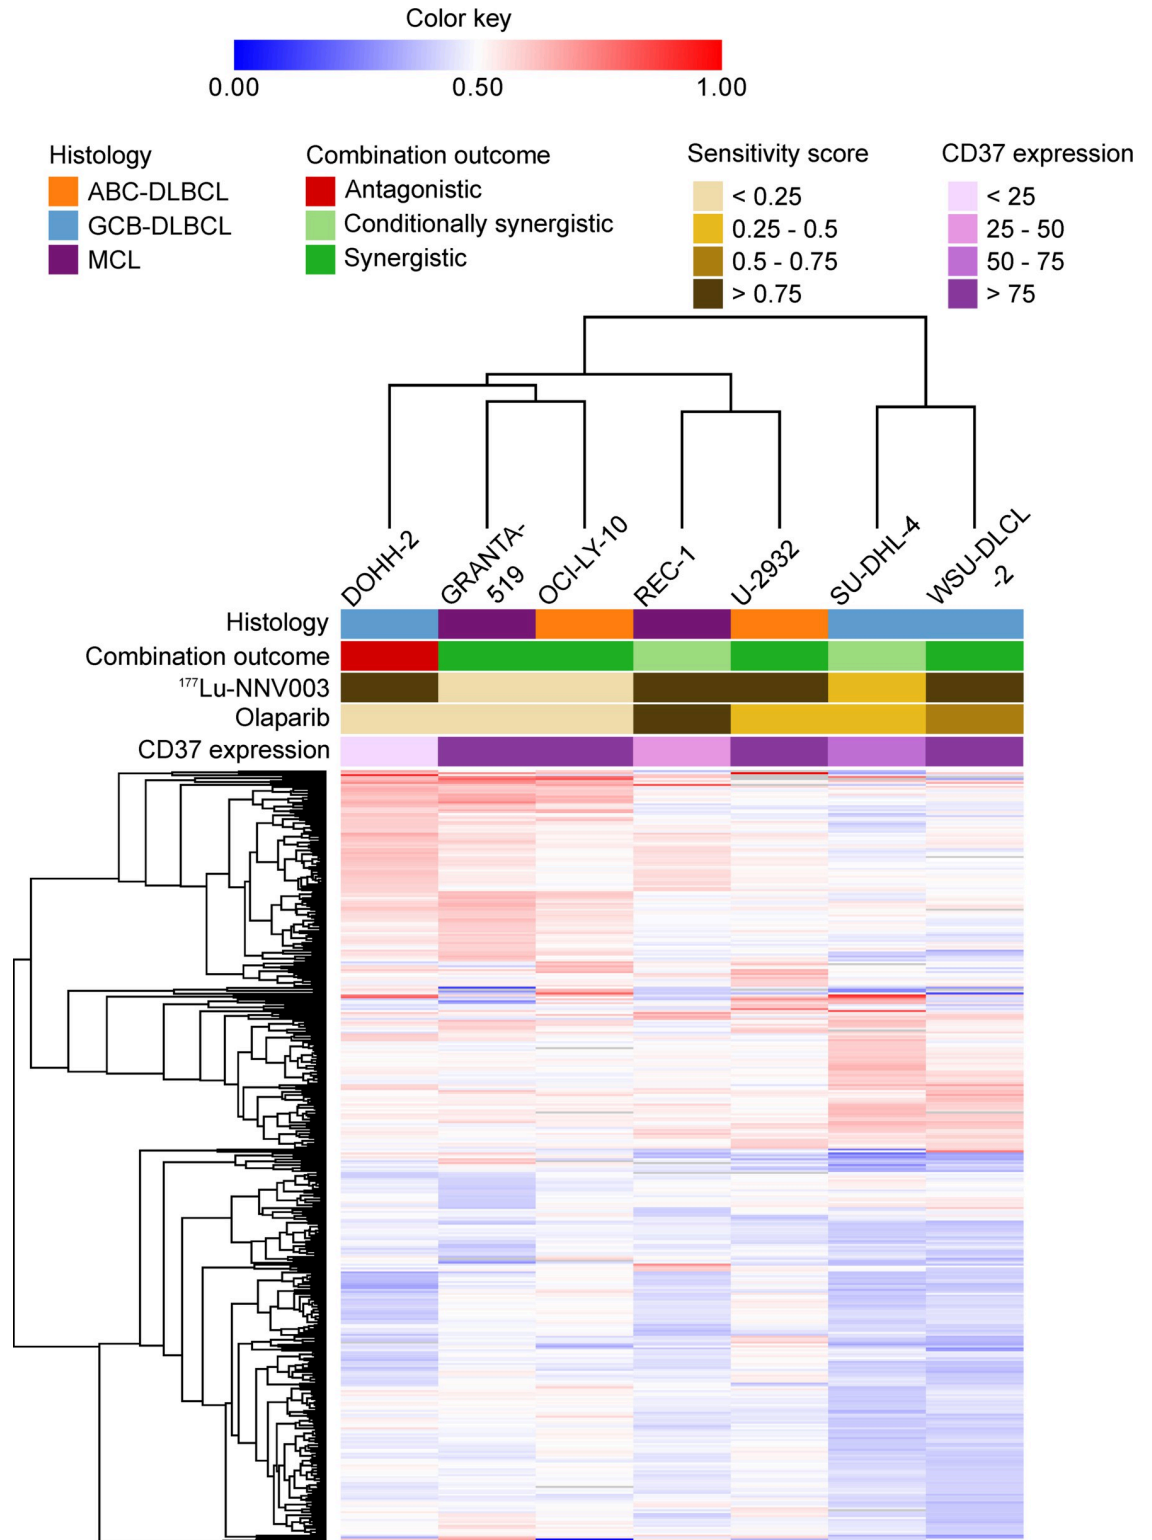 Color key
0.00 0.50 1.00
Histology
ABC-DLBCL
GCB-DLBCL
MCL
Combination outcome
Antagonistic
Conditionally synergistic
Synergistic
Sensitivity score
< 0.25
0.25 - 0.5
0.5 - 0.75
> 0.75
CD37 expression
< 25
25 - 50
50 - 75
> 75
DOHH-2
GRANTA-
519
OCI-LY-10
REC-1
U-2932
SU-DHL-4
WSU-DLCL
-2
Histology
Combination outcome
¹⁷⁷Lu-NNV003
Olaparib
CD37 expression